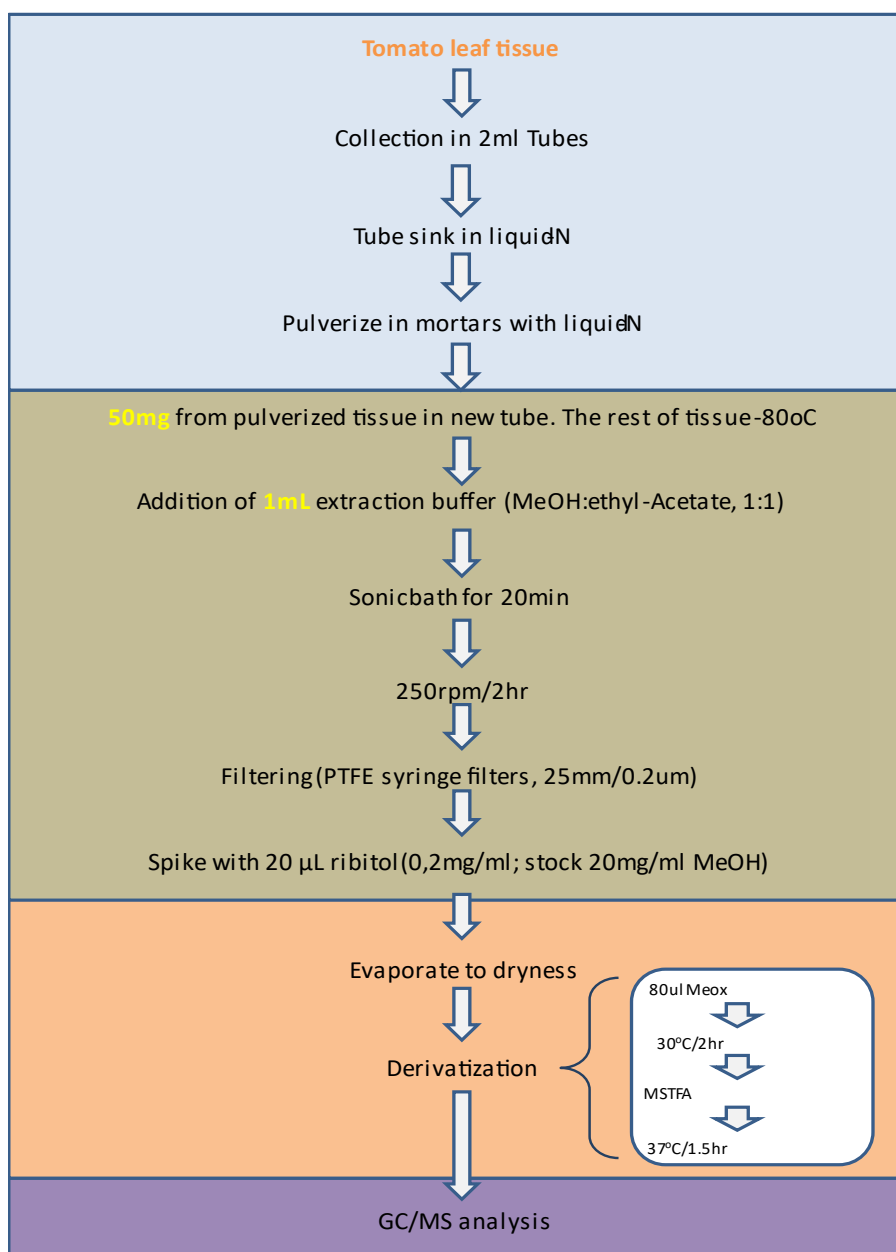 Tomato leaf tissue
Collection in 2ml Tubes
Tube sink in liquid-N
Pulverize in mortars with liquid-N
50mg from pulverized tissue in new tube. The rest of tissue -80oC
Addition of 1mL extraction buffer (MeOH:ethyl-Acetate, 1:1)
Sonicbath for 20min
250rpm/2hr
Filtering (PTFE syringe filters, 25mm/0.2um)
Spike with 20 µL ribitol (0,2mg/ml; stock 20mg/ml MeOH)
Evaporate to dryness
Derivatization
80ul Meox
30°C/2hr
MSTFA
37°C/1.5hr
GC/MS analysis